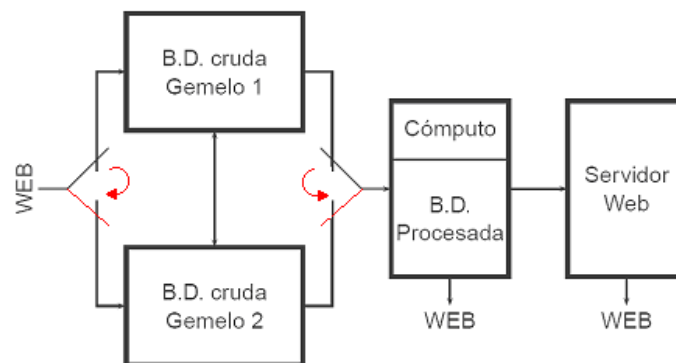 WEB
B.D. cruda
Gemelo 1
B.D. cruda
Gemelo 2
Cómputo
B.D.
Procesada
WEB
Servidor
Web
WEB